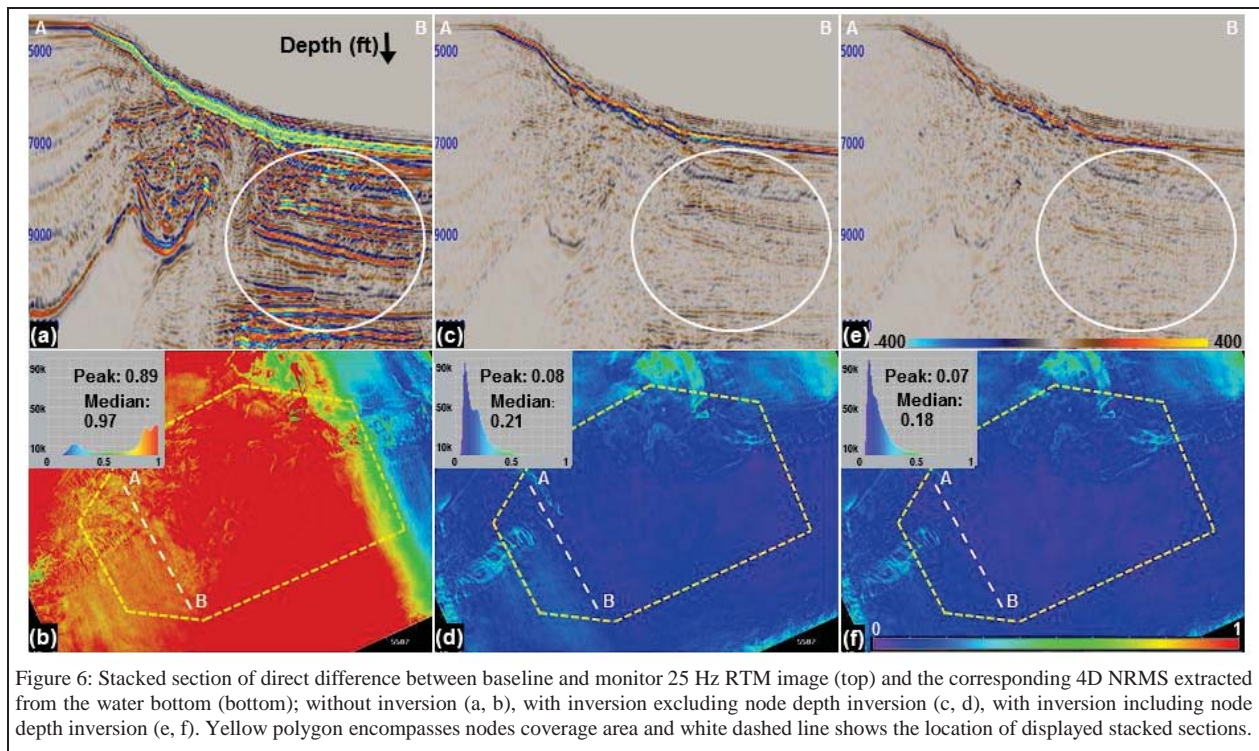 A
B
Depth (ft)
5000
7000
9000
(a)
A
B
5000
7000
9000
(c)
A
B
5000
7000
9000
-400
400
(e)
90k
50k
10k
Peak: 0.89
Median:
0.97
0 0.5 1
A
B
5507
(b)
90k
50k
10k
Peak: 0.08
Median:
0.21
0 0.5 1
A
B
(d)
90k
50k
10k
Peak: 0.07
Median:
0.18
0 0.5 1
A
B
0
1
5507
(f)
Figure 6: Stacked section of direct difference between baseline and monitor 25 Hz RTM image (top) and the corresponding 4D NRMS extracted
from the water bottom (bottom); without inversion (a, b), with inversion excluding node depth inversion (c, d), with inversion including node
depth inversion (e, f). Yellow polygon encompasses nodes coverage area and white dashed line shows the location of displayed stacked sections.